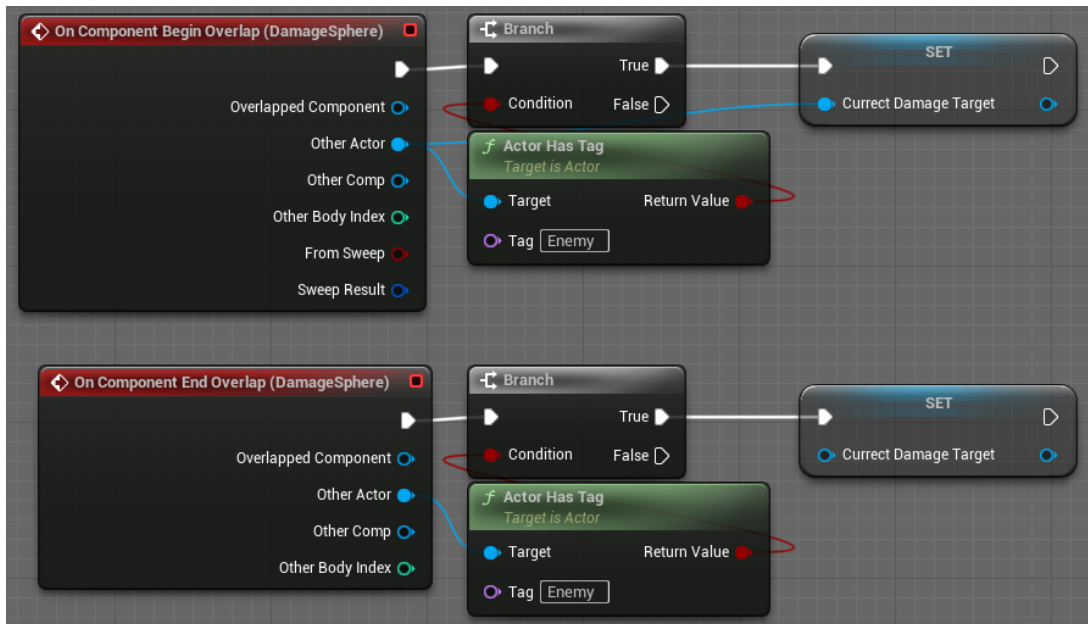 On Component Begin Overlap (DamageSphere)
Overlapped Component
Other Actor
Other Comp
Other Body Index
From Sweep
Sweep Result
Branch
True
Condition
False
Actor Has Tag
Target is Actor
Target
Return Value
Tag Enemy
SET
Currect Damage Target
On Component End Overlap (DamageSphere)
Overlapped Component
Other Actor
Other Comp
Other Body Index
Branch
True
Condition
False
Actor Has Tag
Target is Actor
Target
Return Value
Tag Enemy
SET
Currect Damage Target